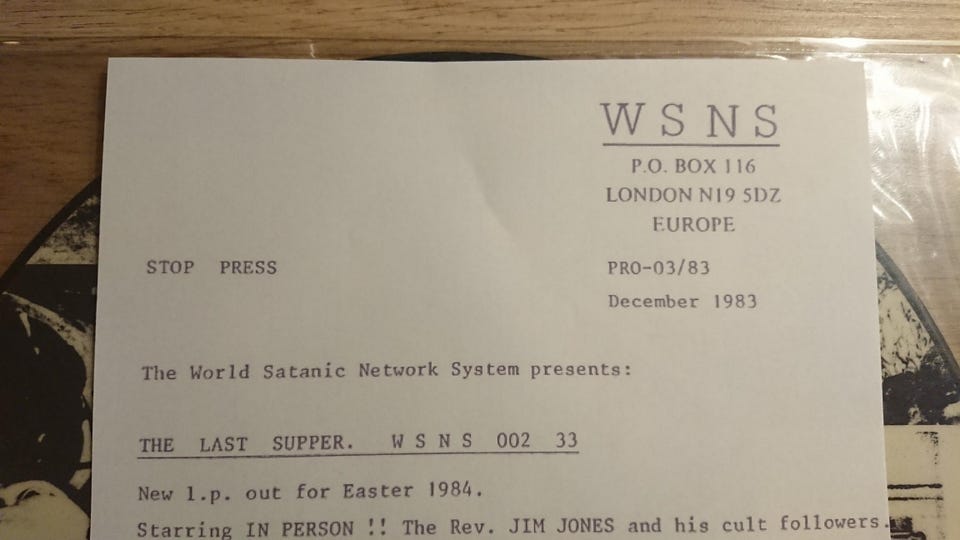 W S N S
P.O. BOX 116
LONDON N19 5DZ
EUROPE
STOP PRESS PRO-03/83
December 1983
The World Satanic Network System presents:
THE LAST SUPPER. W S N S 002 33
New l.p. out for Easter 1984.
Starring IN PERSON !! The Rev. JIM JONES and his cult followers.